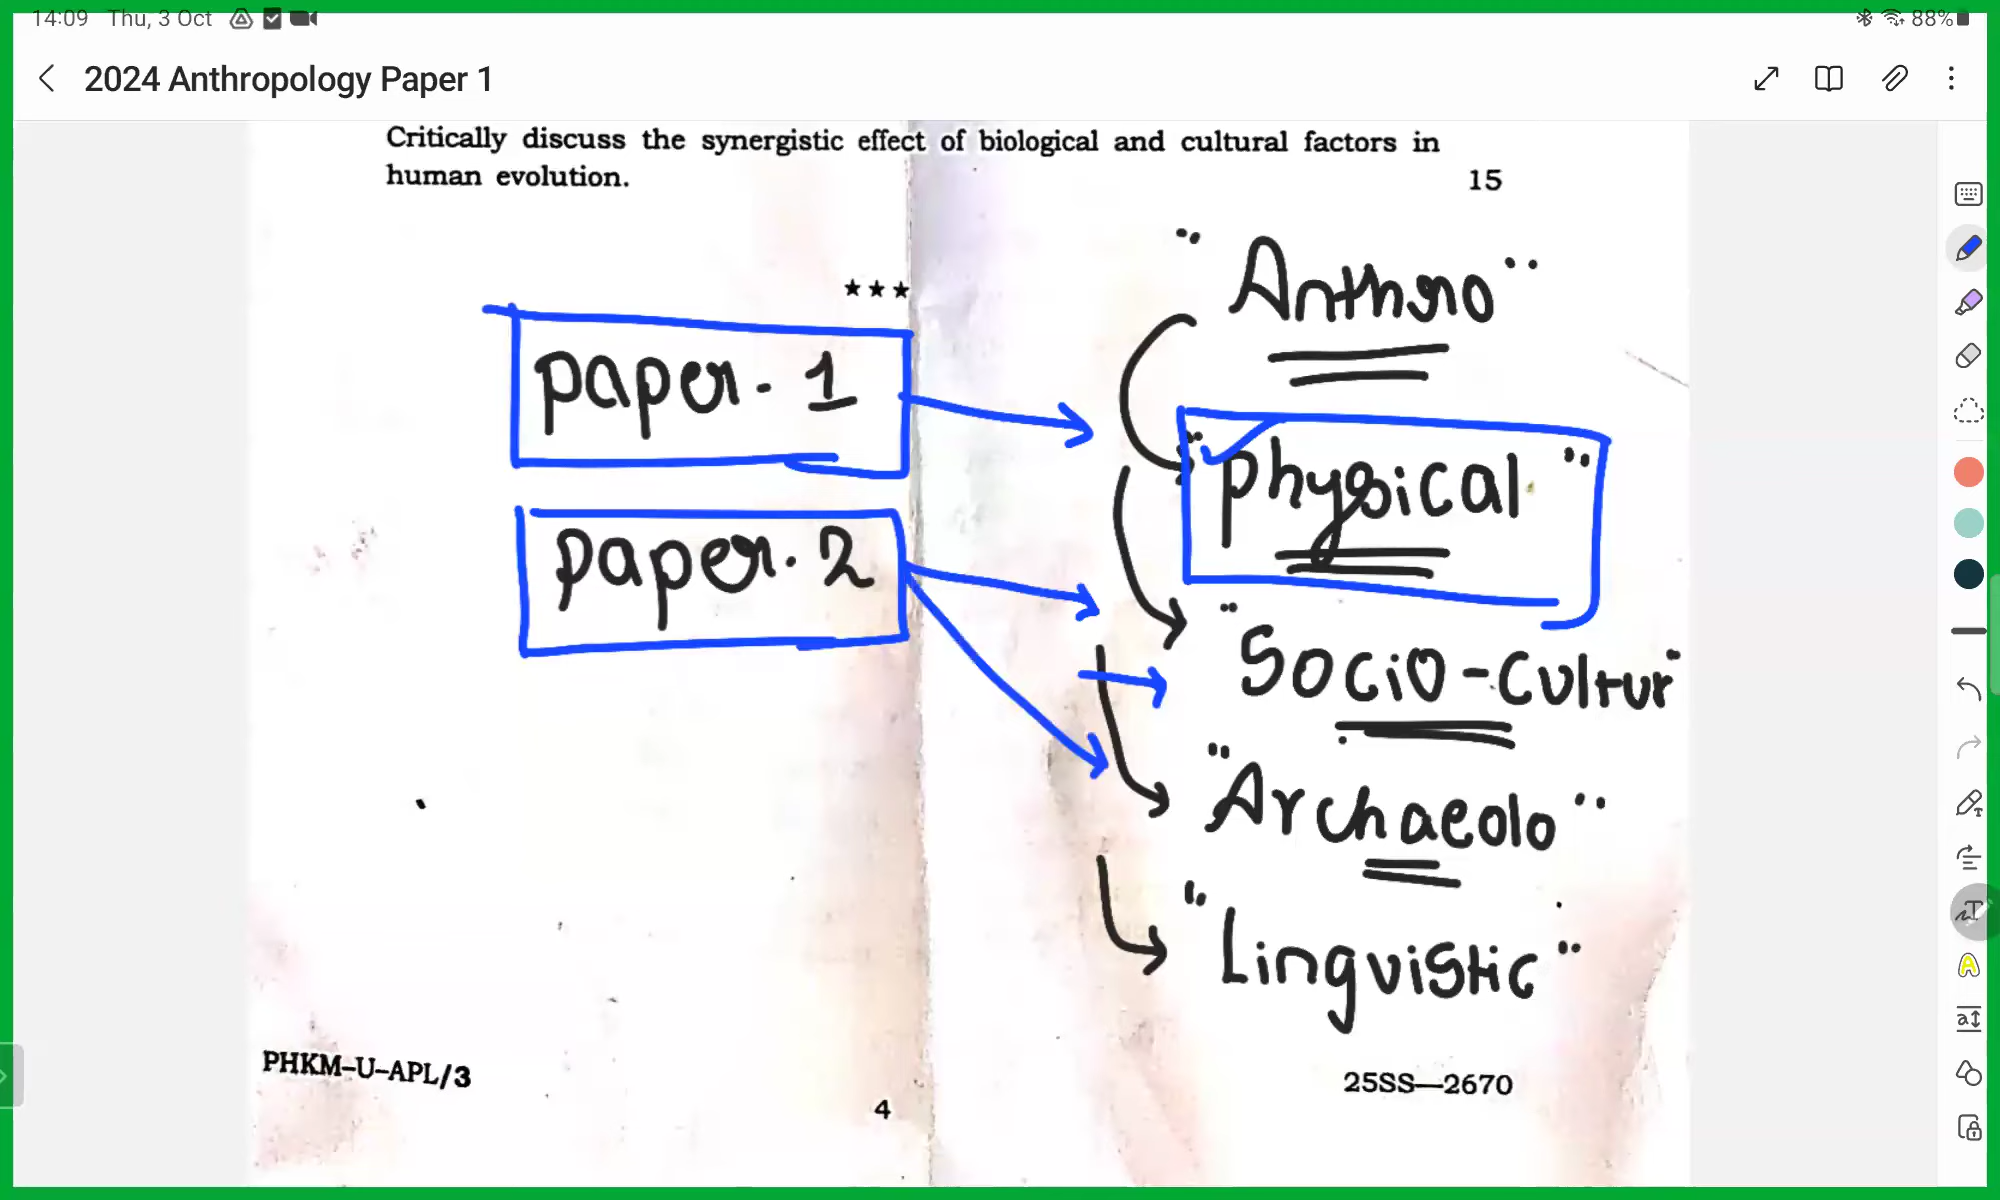 14:09 Thu, 3 Oct 88%
2024 Anthropology Paper 1
Critically discuss the synergistic effect of biological and cultural factors in
human evolution. 15
★★★
"Anthro"
paper - 1
"physical"
paper. 2
"Socio-Cultur"
"Archaeolo"
"Linguistic"
PHKM-U-APL/3
25SS—2670
4